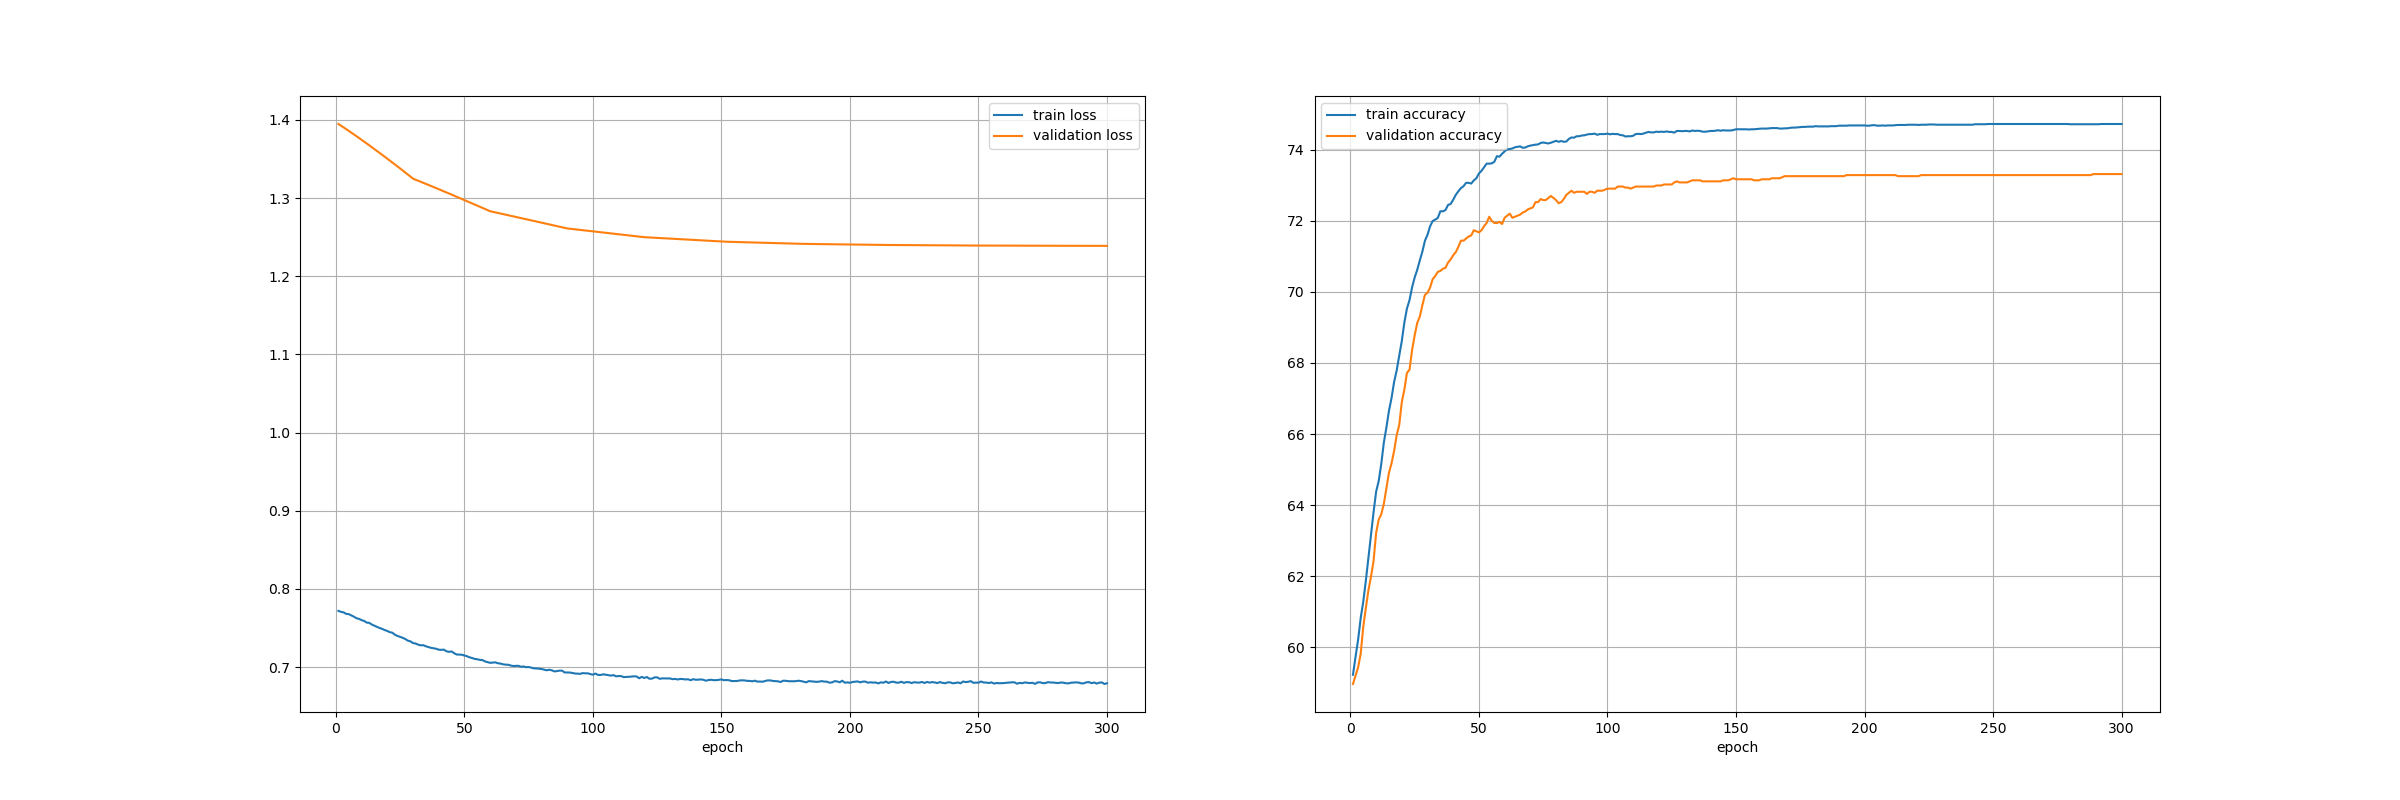 train loss
validation loss
1.4
1.3
1.2
1.1
1.0
0.9
0.8
0.7
0 50 100 150 200 250 300
epoch
train accuracy
validation accuracy
74
72
70
68
66
64
62
60
0 50 100 150 200 250 300
epoch